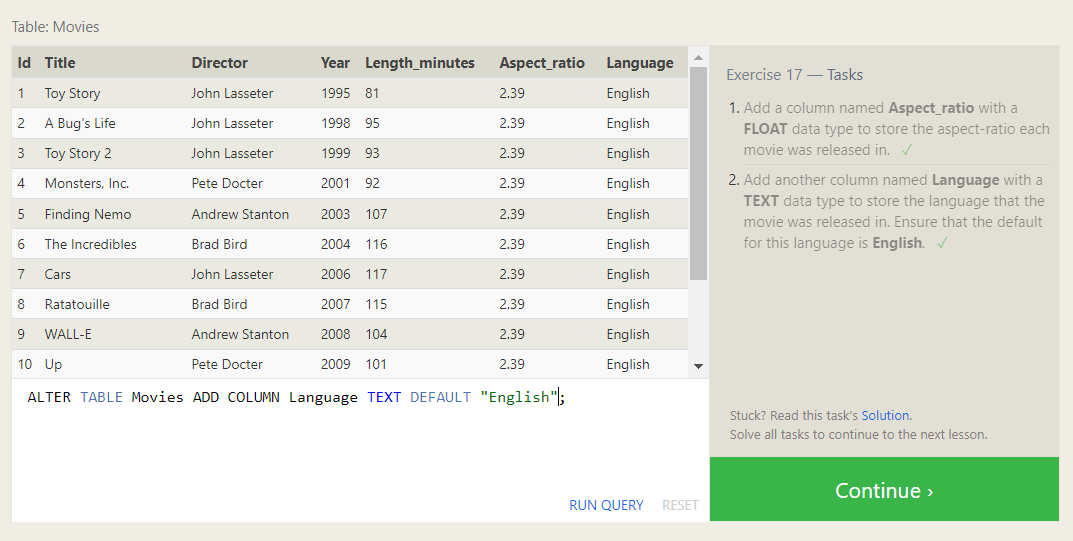 Table: Movies
Id Title Director Year Length_minutes Aspect_ratio Language
1 Toy Story John Lasseter 1995 81 2.39 English
2 A Bug's Life John Lasseter 1998 95 2.39 English
3 Toy Story 2 John Lasseter 1999 93 2.39 English
4 Monsters, Inc. Pete Docter 2001 92 2.39 English
5 Finding Nemo Andrew Stanton 2003 107 2.39 English
6 The Incredibles Brad Bird 2004 116 2.39 English
7 Cars John Lasseter 2006 117 2.39 English
8 Ratatouille Brad Bird 2007 115 2.39 English
9 WALL-E Andrew Stanton 2008 104 2.39 English
10 Up Pete Docter 2009 101 2.39 English
ALTER TABLE Movies ADD COLUMN Language TEXT DEFAULT "English";
RUN QUERY RESET
Exercise 17 — Tasks
1. Add a column named Aspect_ratio with a
FLOAT data type to store the aspect-ratio each
movie was released in. ✓
2. Add another column named Language with a
TEXT data type to store the language that the
movie was released in. Ensure that the default
for this language is English. ✓
Stuck? Read this task's Solution.
Solve all tasks to continue to the next lesson.
Continue ›